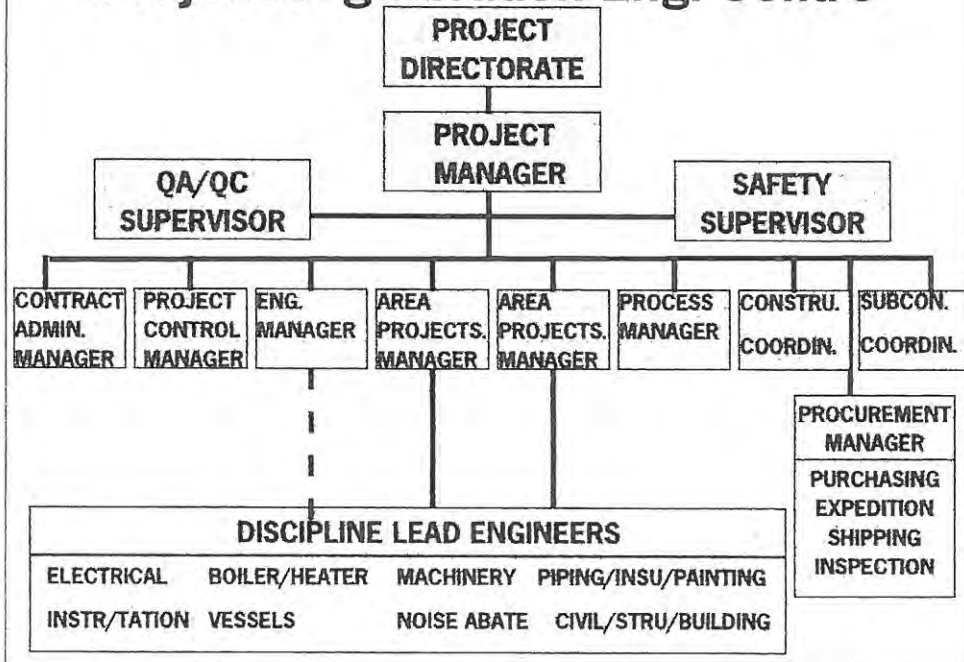 PROJECT
DIRECTORATE
PROJECT
MANAGER
QA/QC
SUPERVISOR
SAFETY
SUPERVISOR
CONTRACT
ADMIN.
MANAGER
PROJECT
CONTROL
MANAGER
ENG.
MANAGER
AREA
PROJECTS.
MANAGER
AREA
PROJECTS.
MANAGER
PROCESS
MANAGER
CONSTRU.
COORDIN.
SUBCON.
COORDIN.
PROCUREMENT
MANAGER
PURCHASING
EXPEDITION
SHIPPING
INSPECTION
DISCIPLINE LEAD ENGINEERS
ELECTRICAL BOILER/HEATER MACHINERY PIPING/INSU/PAINTING
INSTR/TATION VESSELS NOISE ABATE CIVIL/STRU/BUILDING